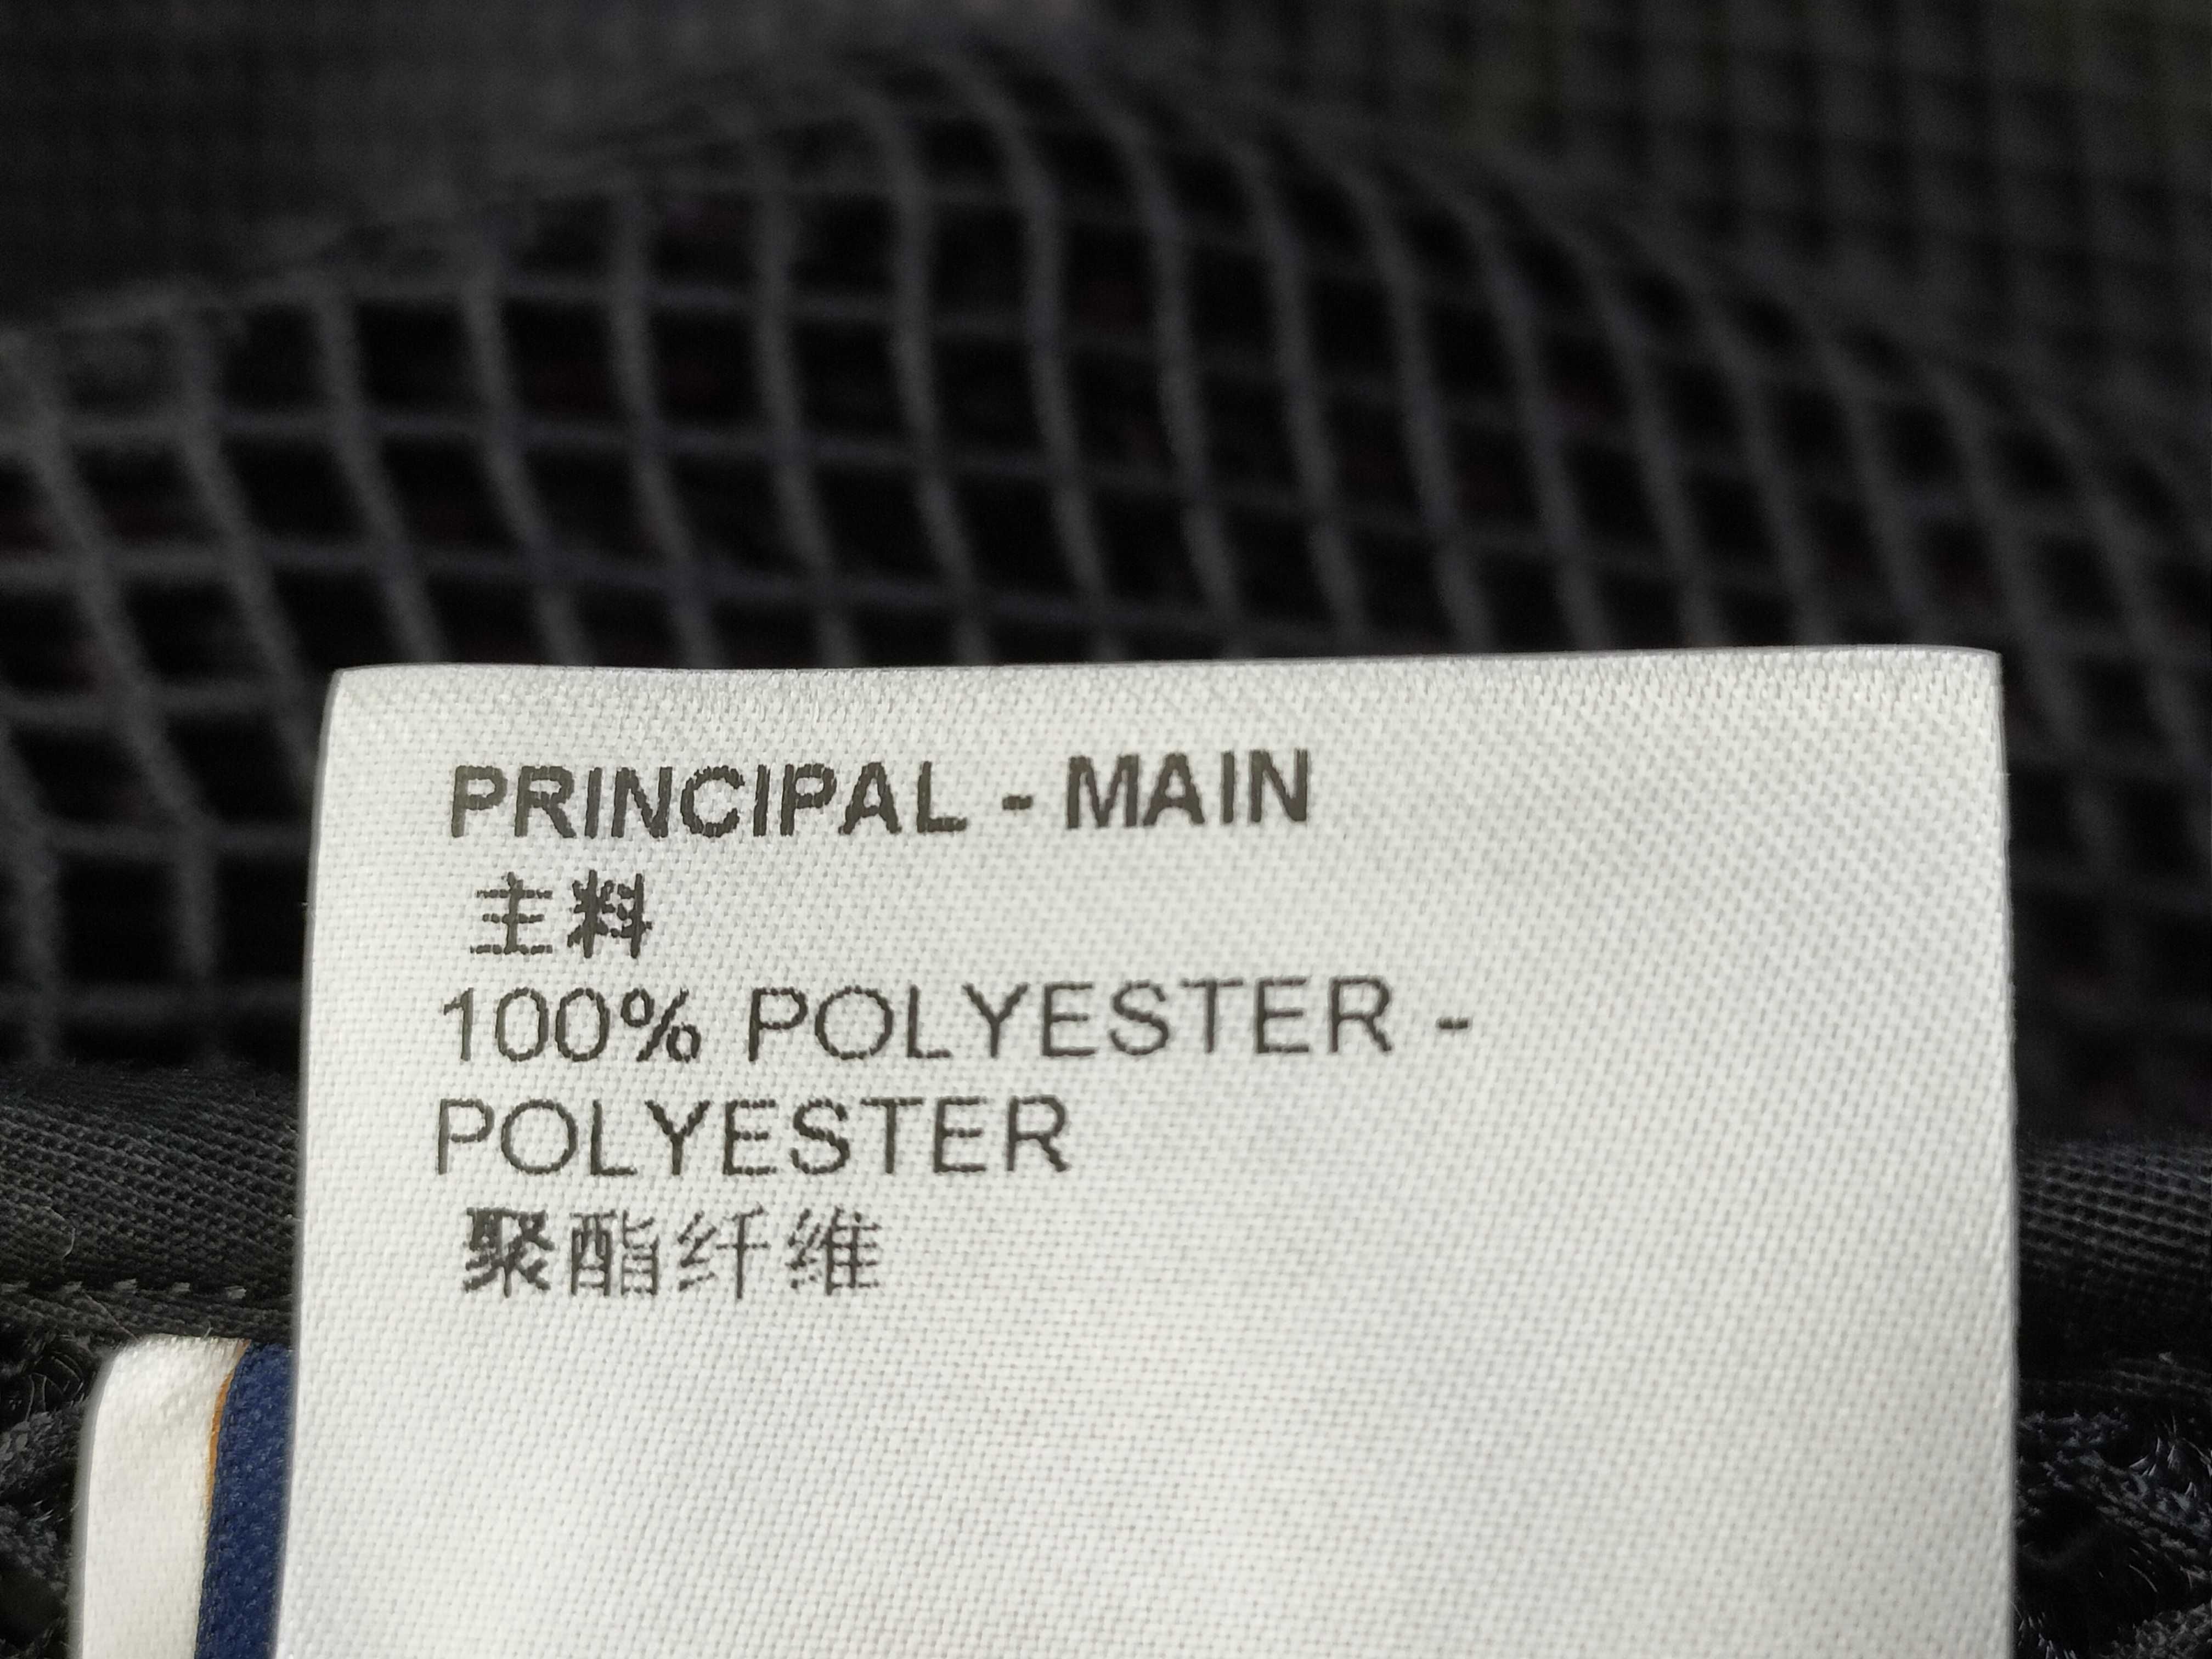 PRINCIPAL - MAIN
主料
100% POLYESTER -
POLYESTER
聚酯纤维